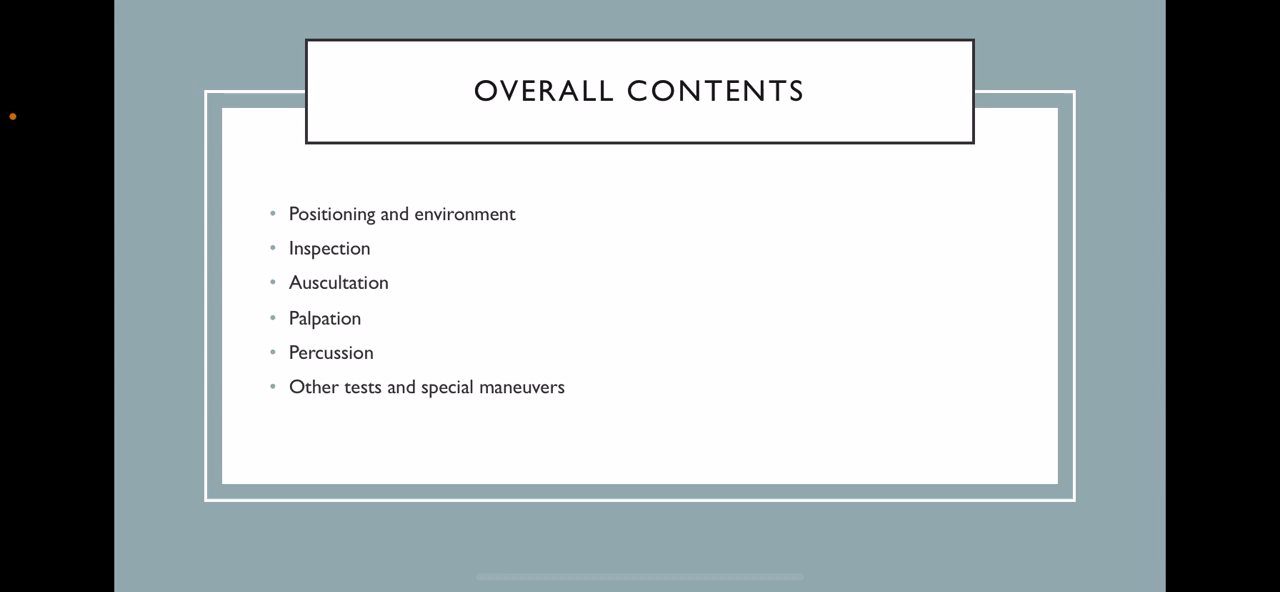 OVERALL CONTENTS
• Positioning and environment
• Inspection
• Auscultation
• Palpation
• Percussion
• Other tests and special maneuvers